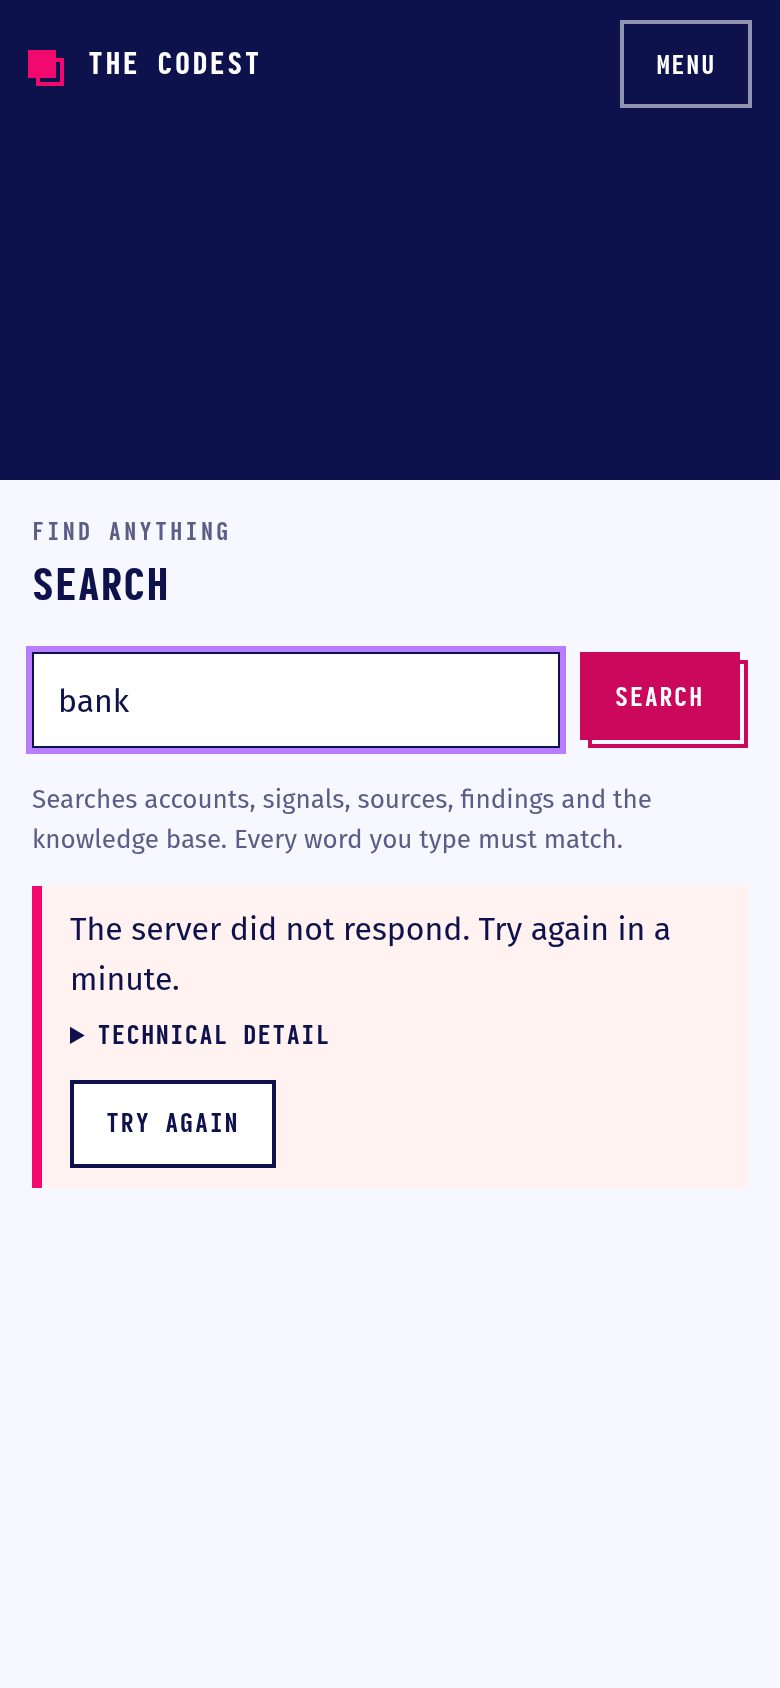 THE CODEST
MENU
FIND ANYTHING
SEARCH
bank
SEARCH
Searches accounts, signals, sources, findings and the
knowledge base. Every word you type must match.
The server did not respond. Try again in a
minute.
TECHNICAL DETAIL
TRY AGAIN